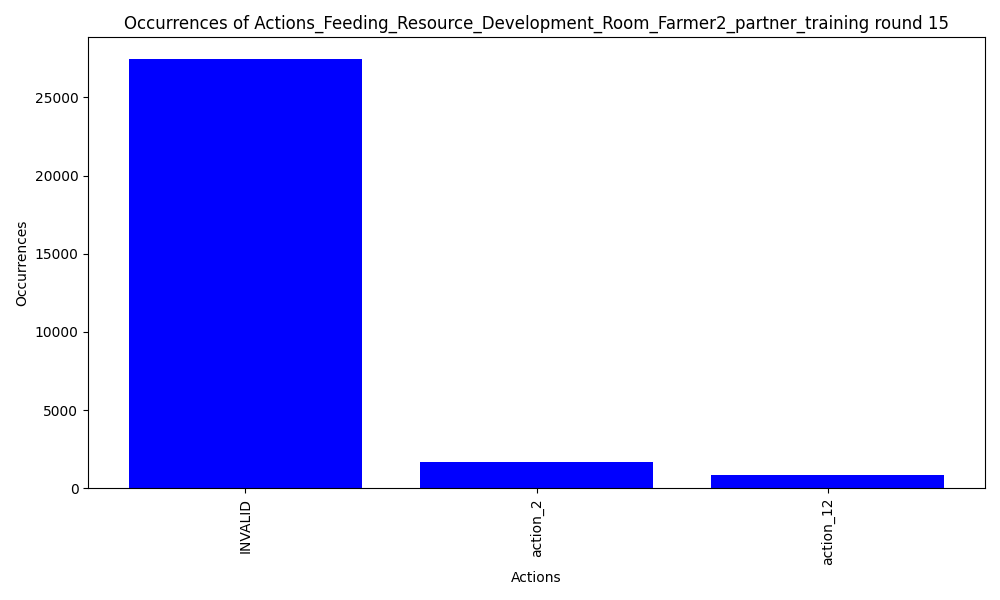 Occurrences of Actions_Feeding_Resource_Development_Room_Farmer2_partner_training round 15
Occurrences
25000
20000
15000
10000
5000
0
INVALID
action_2
action_12
Actions